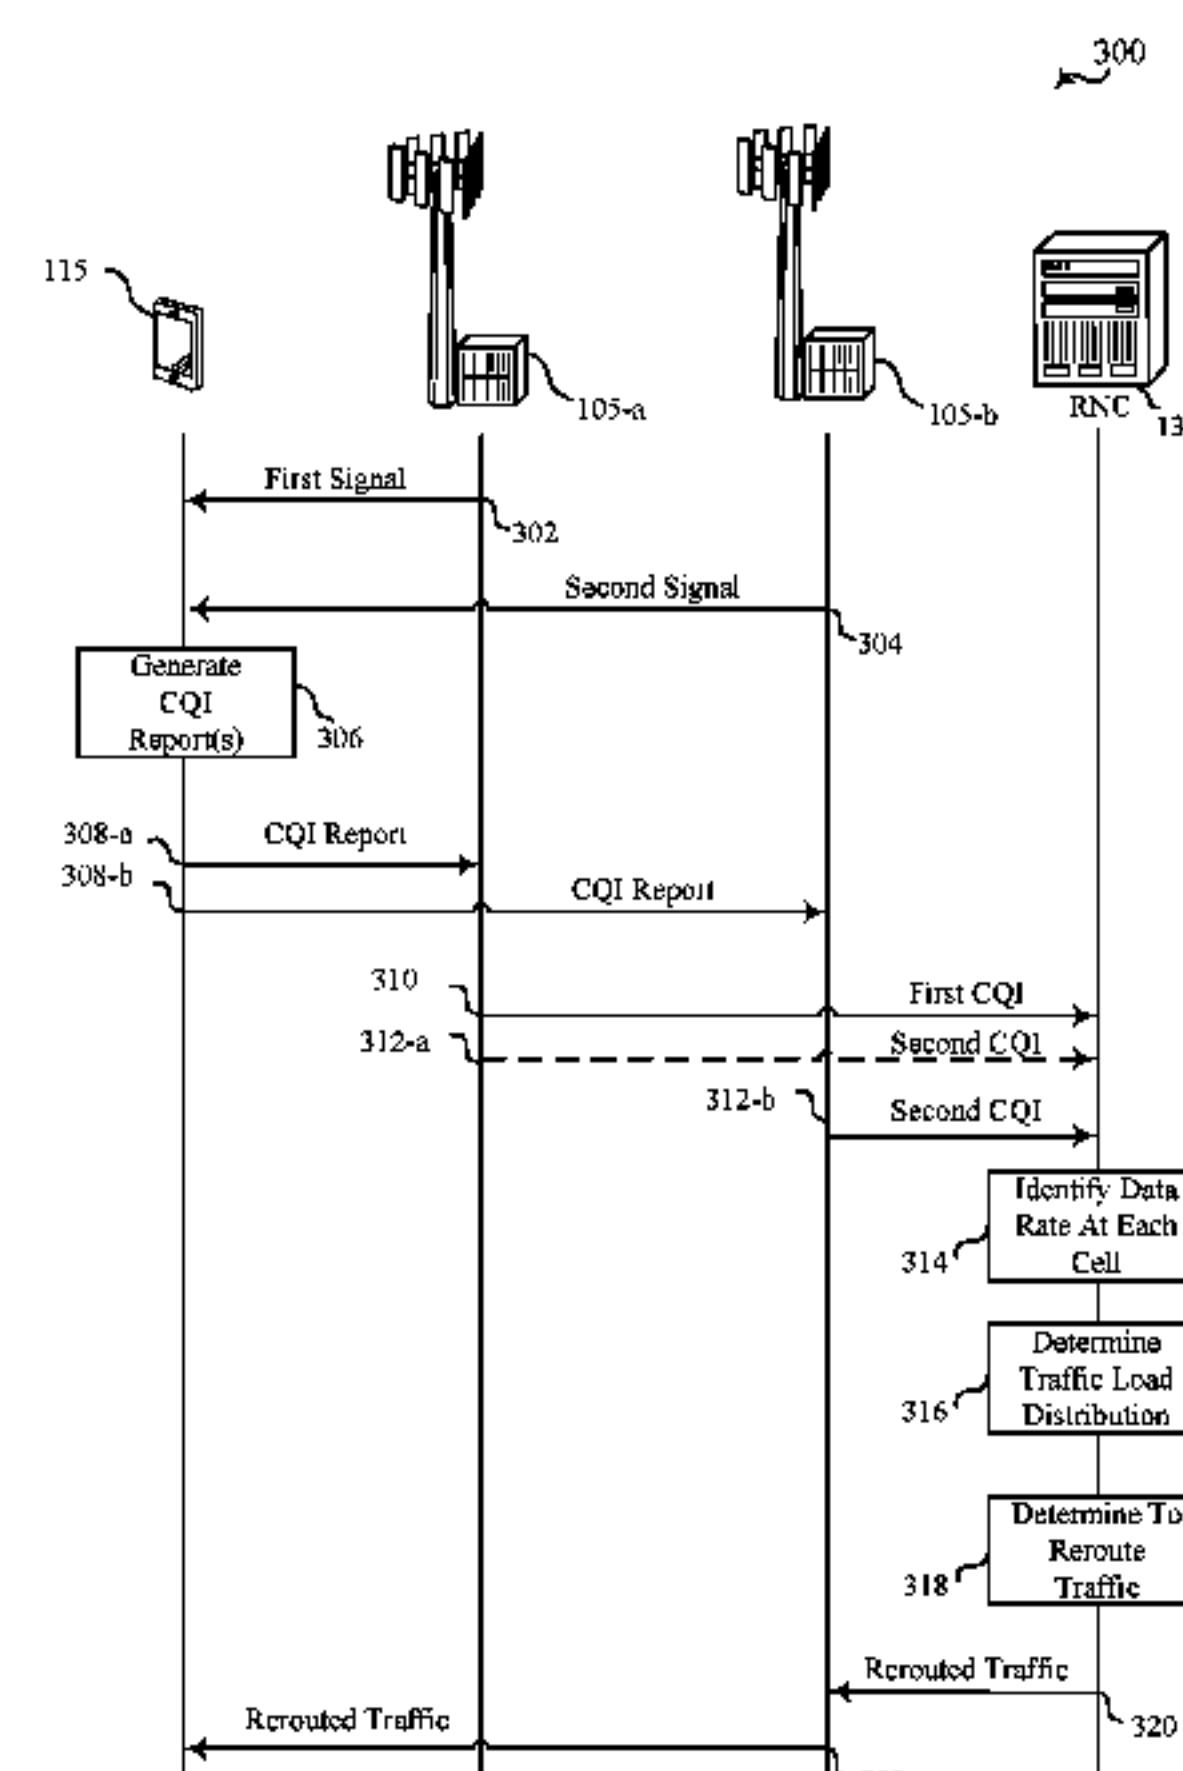 300
115
105-a
105-b
RNC
13
First Signal
302
Second Signal
304
Generate
CQI
Report(s)
306
308-a
CQI Report
308-b
CQI Report
310
First CQI
312-a
Second CQI
312-b
Second CQI
Identify Data
Rate At Each
Cell
314
Determine
Traffic Load
Distribution
316
Determine To
Reroute
Traffic
318
Rerouted Traffic
320
Rerouted Traffic